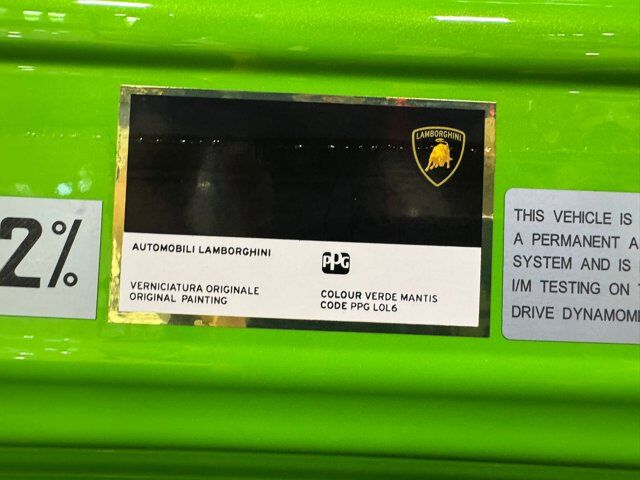 LAMBORGHINI
AUTOMOBILI LAMBORGHINI
PPG
VERNICIATURA ORIGINALE
ORIGINAL PAINTING
COLOUR VERDE MANTIS
CODE PPG LOL6
2%
THIS VEHICLE IS
A PERMANENT A
SYSTEM AND IS
I/M TESTING ON
DRIVE DYNAMOM